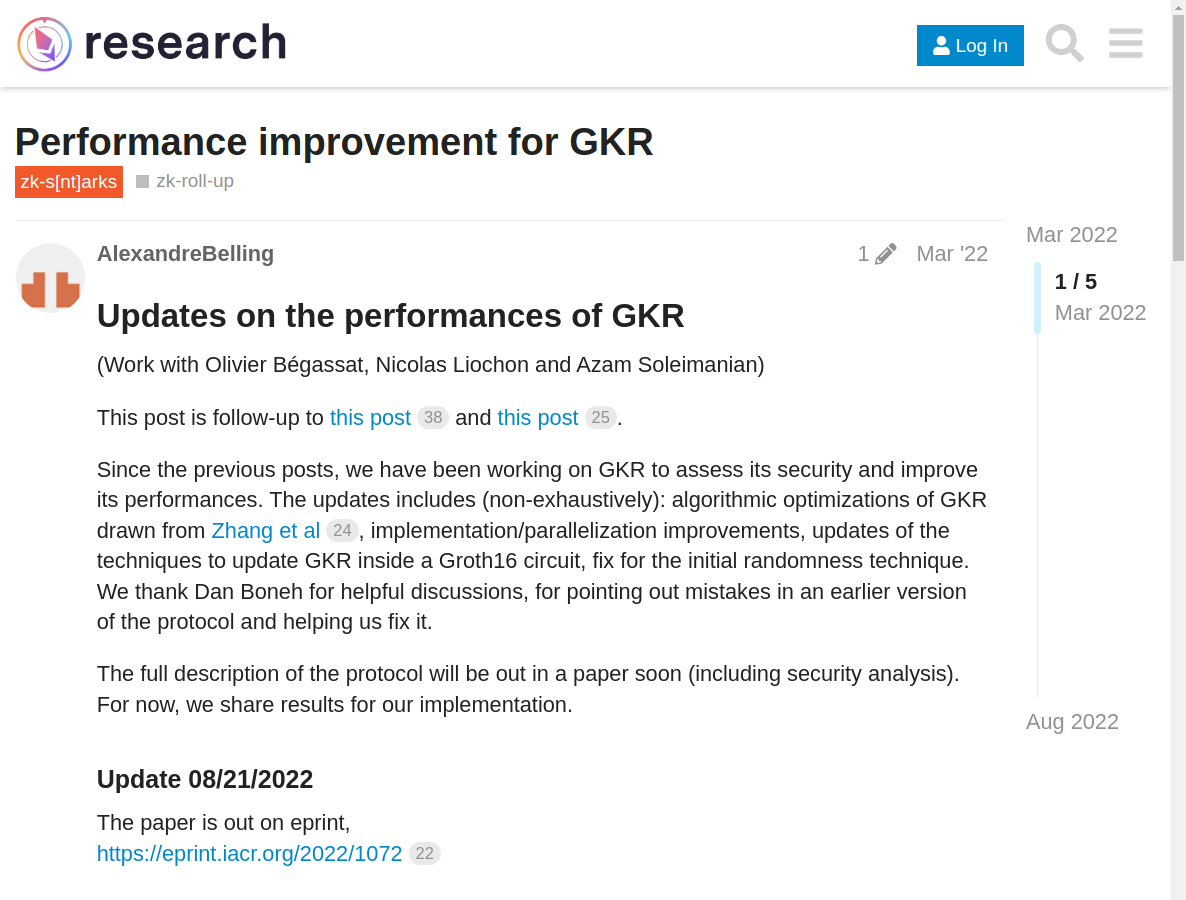 research
Log In
Performance improvement for GKR
zk-s[nt]arks
zk-roll-up
AlexandreBelling
1
Mar '22
Mar 2022
1 / 5
Mar 2022
Updates on the performances of GKR
(Work with Olivier Bégassat, Nicolas Liochon and Azam Soleimanian)
This post is follow-up to this post 38 and this post 25.
Since the previous posts, we have been working on GKR to assess its security and improve
its performances. The updates includes (non-exhaustively): algorithmic optimizations of GKR
drawn from Zhang et al 24, implementation/parallelization improvements, updates of the
techniques to update GKR inside a Groth16 circuit, fix for the initial randomness technique.
We thank Dan Boneh for helpful discussions, for pointing out mistakes in an earlier version
of the protocol and helping us fix it.
The full description of the protocol will be out in a paper soon (including security analysis).
For now, we share results for our implementation.
Aug 2022
Update 08/21/2022
The paper is out on eprint,
https://eprint.iacr.org/2022/1072 22